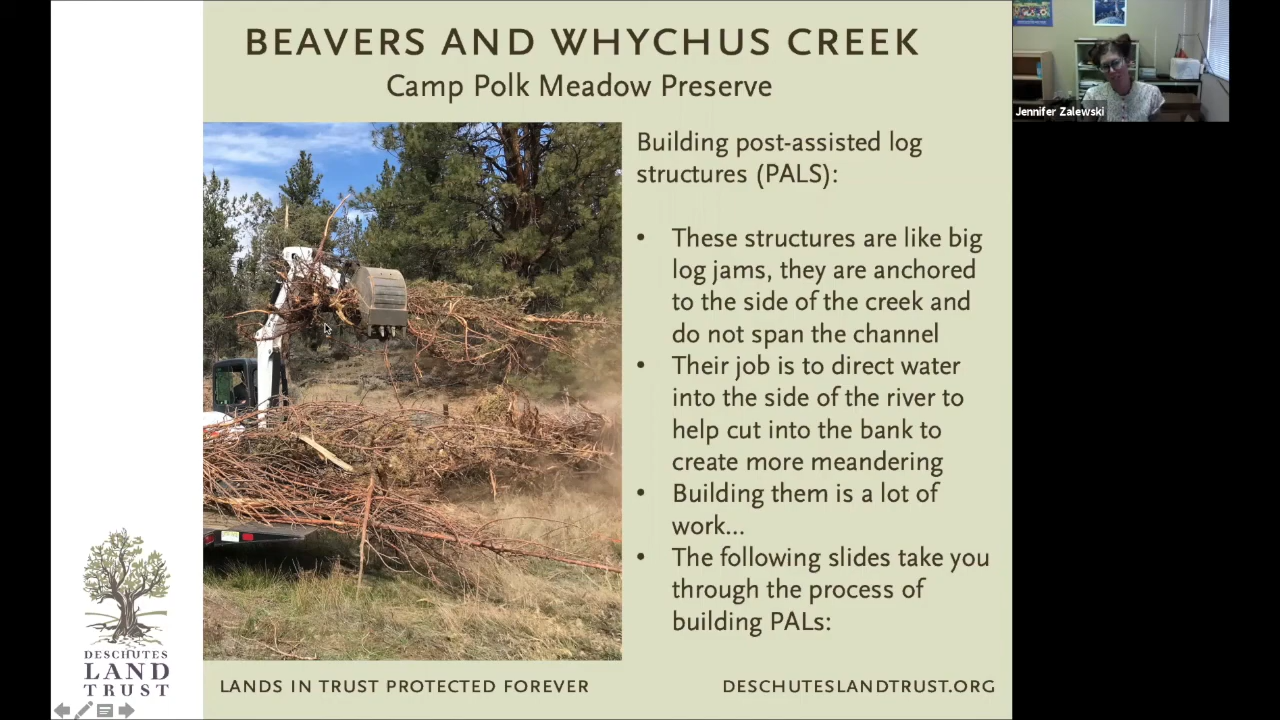 BEAVERS AND WHYCHUS CREEK
Camp Polk Meadow Preserve
Jennifer Zalewski
Building post-assisted log
structures (PALS):
• These structures are like big
log jams, they are anchored
to the side of the creek and
do not span the channel
• Their job is to direct water
into the side of the river to
help cut into the bank to
create more meandering
• Building them is a lot of
work...
• The following slides take you
through the process of
building PALs:
DESCHUTES
LAND
TRUST
LANDS IN TRUST PROTECTED FOREVER
DESCHUTESLANDTRUST.ORG